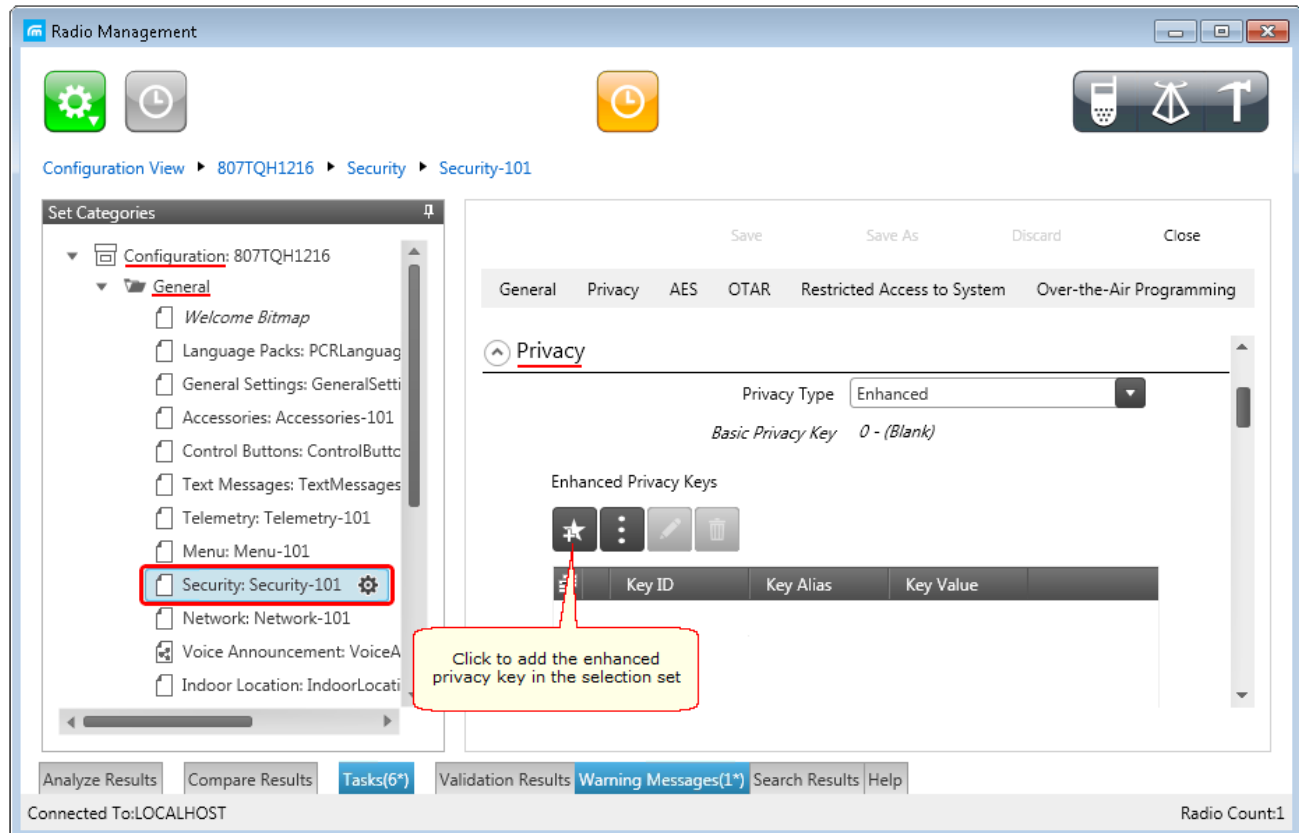 Radio Management
Configuration View ▸ 807TQH1216 ▸ Security ▸ Security-101
Set Categories
Configuration: 807TQH1216
General
Welcome Bitmap
Language Packs: PCRLanguag
General Settings: GeneralSetti
Accessories: Accessories-101
Control Buttons: ControlButtc
Text Messages: TextMessages
Telemetry: Telemetry-101
Menu: Menu-101
Security: Security-101
Network: Network-101
Voice Announcement: VoiceA
Indoor Location: IndoorLocati
Save Save As Discard Close
General Privacy AES OTAR Restricted Access to System Over-the-Air Programming
Privacy
Privacy Type Enhanced
Basic Privacy Key 0 - (Blank)
Enhanced Privacy Keys
Key ID Key Alias Key Value
Click to add the enhanced
privacy key in the selection set
Analyze Results Compare Results Tasks(6*) Validation Results Warning Messages(1*) Search Results Help
Connected To:LOCALHOST Radio Count:1